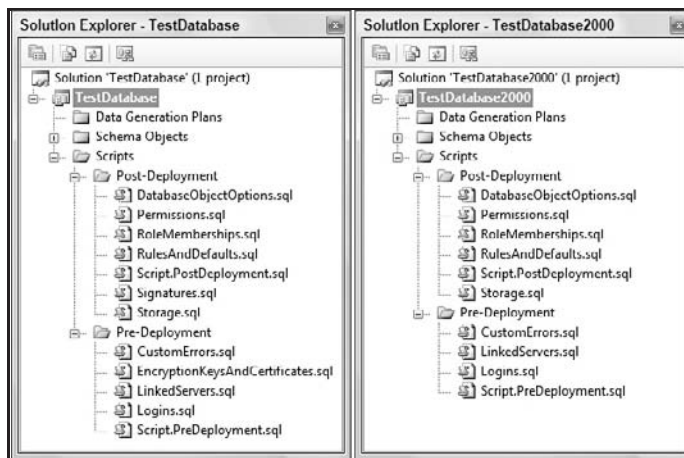 Solution Explorer - TestDatabase
Solution 'TestDatabase' (1 project)
TestDatabase
Data Generation Plans
Schema Objects
Scripts
Post-Deployment
DatabaseObjectOptions.sql
Permissions.sql
RoleMemberships.sql
RulesAndDefaults.sql
Script.PostDeployment.sql
Signatures.sql
Storage.sql
Pre-Deployment
CustomErrors.sql
EncryptionKeysAndCertificates.sql
LinkedServers.sql
Logins.sql
Script.PreDeployment.sql
Solution Explorer - TestDatabase2000
Solution 'TestDatabase2000' (1 project)
TestDatabase2000
Data Generation Plans
Schema Objects
Scripts
Post-Deployment
DatabaseObjectOptions.sql
Permissions.sql
RoleMemberships.sql
RulesAndDefaults.sql
Script.PostDeployment.sql
Storage.sql
Pre-Deployment
CustomErrors.sql
LinkedServers.sql
Logins.sql
Script.PreDeployment.sql